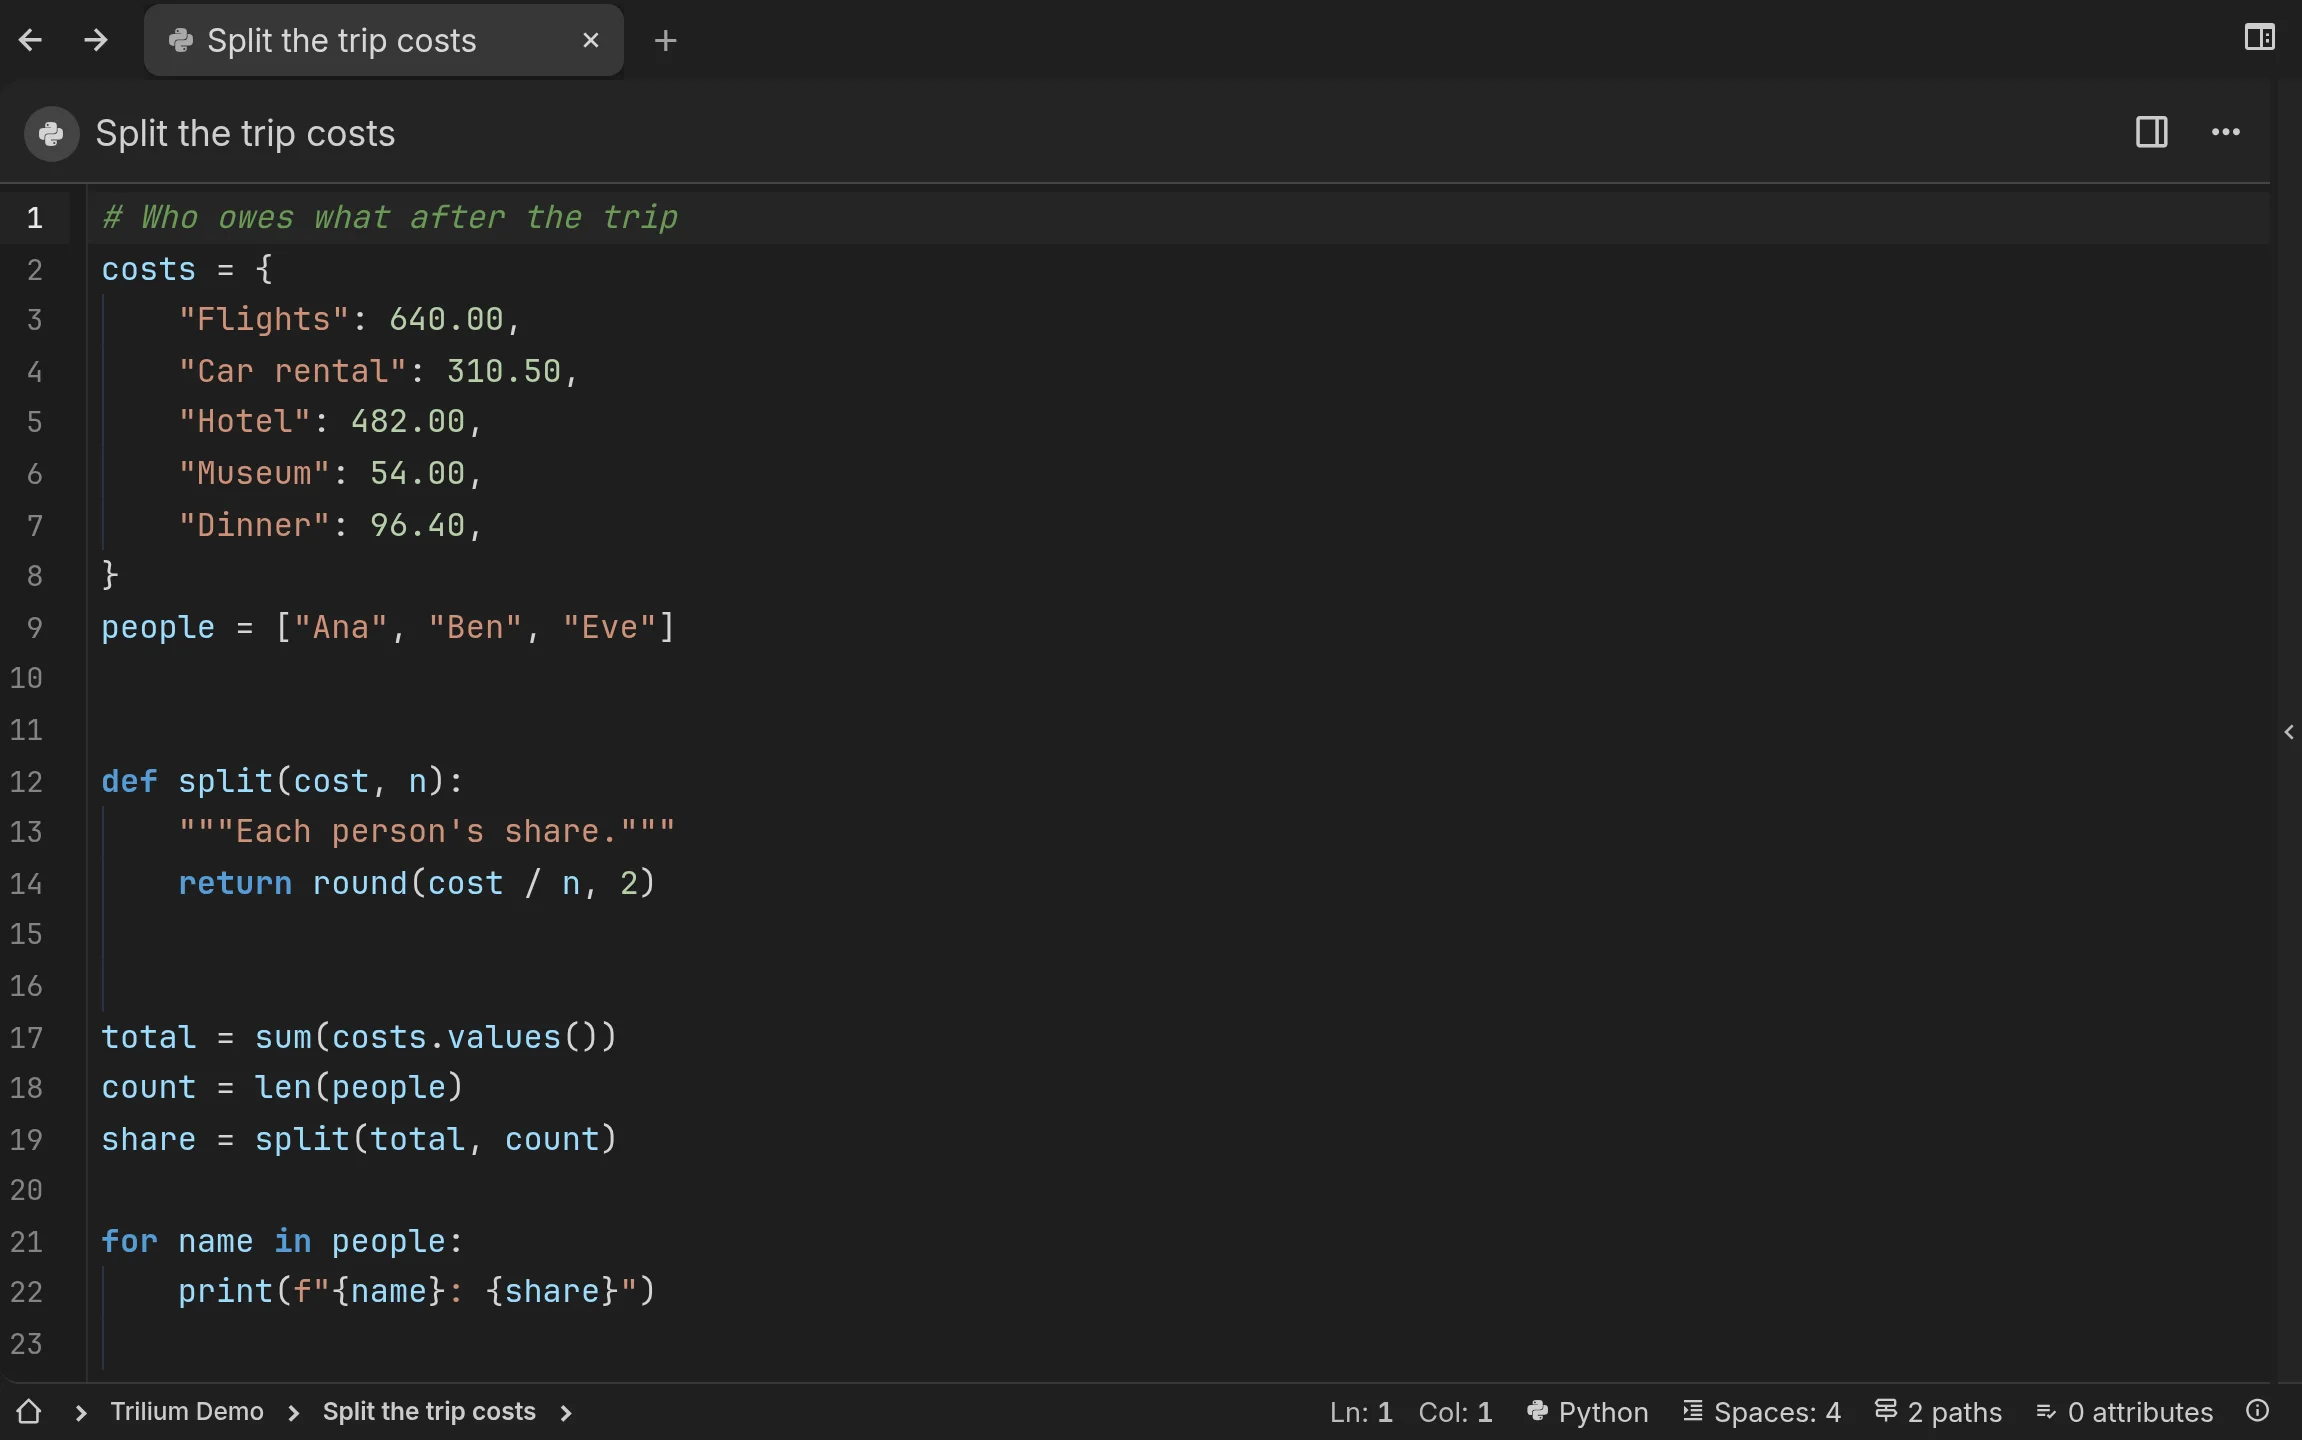 Split the trip costs
Split the trip costs
1 # Who owes what after the trip
2 costs = {
3     "Flights": 640.00,
4     "Car rental": 310.50,
5     "Hotel": 482.00,
6     "Museum": 54.00,
7     "Dinner": 96.40,
8 }
9 people = ["Ana", "Ben", "Eve"]
10
11
12 def split(cost, n):
13     """Each person's share."""
14     return round(cost / n, 2)
15
16
17 total = sum(costs.values())
18 count = len(people)
19 share = split(total, count)
20
21 for name in people:
22     print(f"{name}: {share}")
23
Trilium Demo Split the trip costs Ln: 1 Col: 1 Python Spaces: 4 2 paths 0 attributes